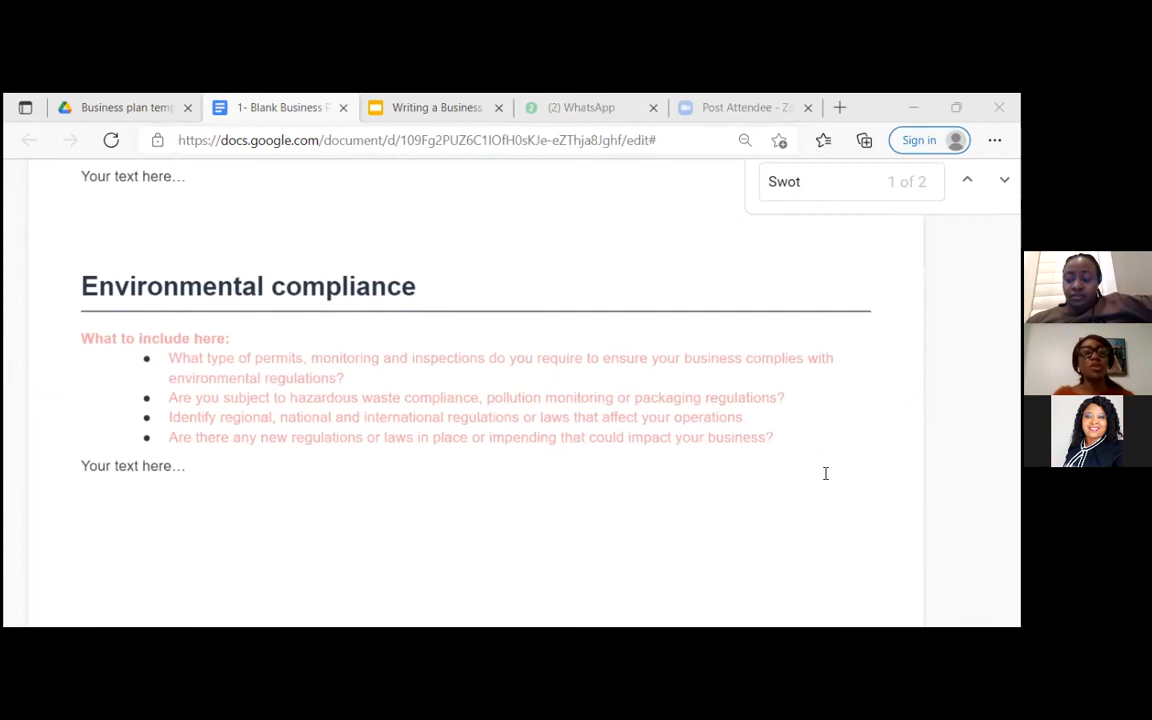 Business plan temp
1- Blank Business P
Writing a Business
2
(2) WhatsApp
Post Attendee - Zo
https://docs.google.com/document/d/109Fg2PUZ6C1IOfH0sKJe-eZThja8Jghf/edit#
Sign in
Your text here…
Swot
1 of 2
Environmental compliance
What to include here:
● What type of permits, monitoring and inspections do you require to ensure your business complies with
environmental regulations?
● Are you subject to hazardous waste compliance, pollution monitoring or packaging regulations?
● Identify regional, national and international regulations or laws that affect your operations.
● Are there any new regulations or laws in place or impending that could impact your business?
Your text here…